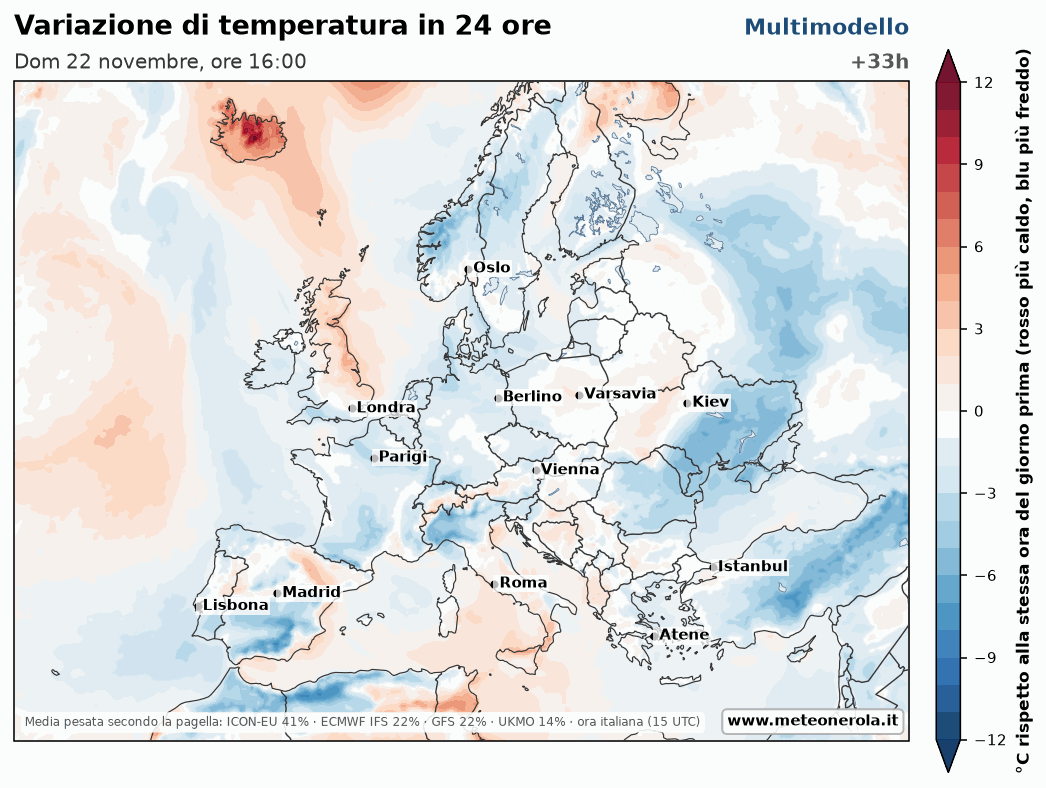 Variazione di temperatura in 24 ore
Multimodello
Dom 22 novembre, ore 16:00
+33h
Oslo
Londra
Berlino
Varsavia
Kiev
Parigi
Vienna
Istanbul
Roma
Madrid
Lisbona
Atene
Media pesata secondo la pagella: ICON-EU 41% · ECMWF IFS 22% · GFS 22% · UKMO 14% · ora italiana (15 UTC)
www.meteonerola.it
12
9
6
3
0
−3
−6
−9
−12
°C rispetto alla stessa ora del giorno prima (rosso più caldo, blu più freddo)